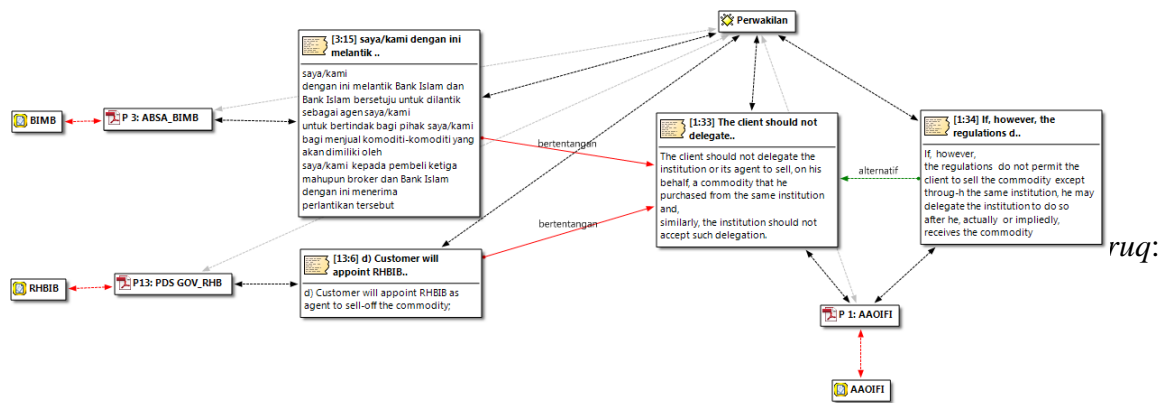 Perwakilan
[3:15] saya/kami dengan ini
melantik ..
saya/kami
dengan ini melantik Bank Islam dan
Bank Islam bersetuju untuk dilantik
sebagai agen saya/kami
untuk bertindak bagi pihak saya/kami
bagi menjual komoditi-komoditi yang
akan dimiliki oleh
saya/kami kepada pembeli ketiga
mahupun broker dan Bank Islam
dengan ini menerima
perlantikan tersebut
BIMB
P 3: ABSA_BIMB
bertentangan
[1:33] The client should not
delegate..
The client should not delegate the
institution or its agent to sell, on his
behalf, a commodity that he
purchased from the same institution
and,
similarly, the institution should not
accept such delegation.
alternatif
[1:34] If, however, the
regulations d..
If, however,
the regulations do not permit the
client to sell the commodity except
throug-h the same institution, he may
delegate the institution to do so
after he, actually or impliedly,
receives the commodity
bertentangan
ruq:
[13:6] d) Customer will
appoint RHBIB..
d) Customer will appoint RHBIB as
agent to sell-off the commodity;
RHBIB
P13: PDS GOV_RHB
P 1: AAOIFI
AAOIFI